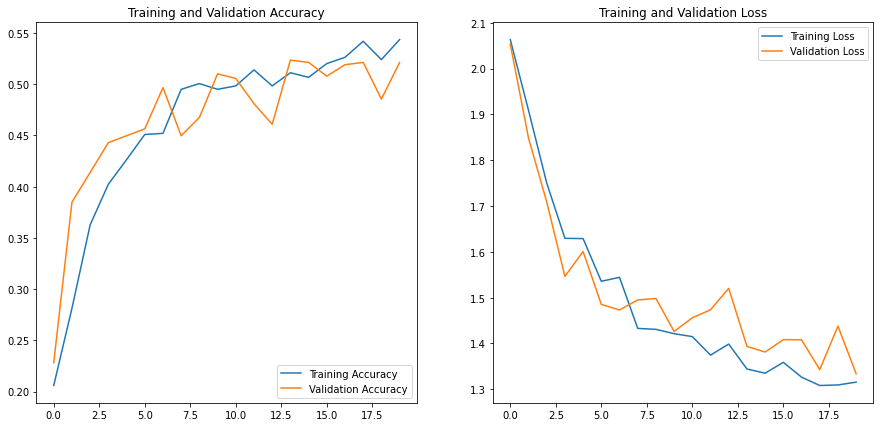 Training and Validation Accuracy
0.55
0.50
0.45
0.40
0.35
0.30
0.25
0.20
Training Accuracy
Validation Accuracy
0.0 2.5 5.0 7.5 10.0 12.5 15.0 17.5
Training and Validation Loss
2.1
2.0
1.9
1.8
1.7
1.6
1.5
1.4
1.3
Training Loss
Validation Loss
0.0 2.5 5.0 7.5 10.0 12.5 15.0 17.5